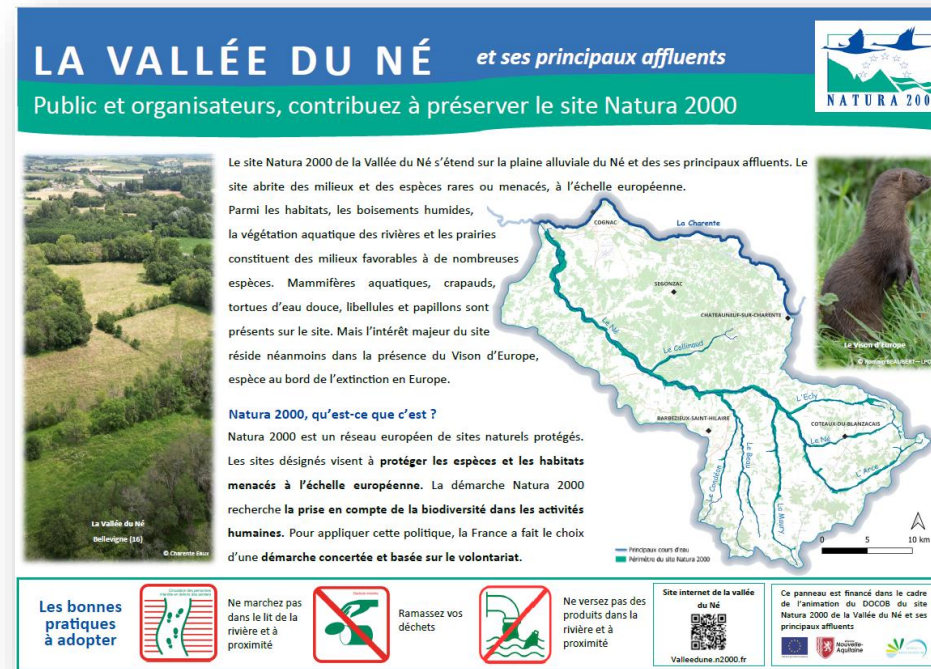 LA VALLÉE DU NÉ et ses principaux affluents
Public et organisateurs, contribuez à préserver le site Natura 2000
NATURA 200
Le site Natura 2000 de la Vallée du Né s’étend sur la plaine alluviale du Né et des ses principaux affluents. Le
site abrite des milieux et des espèces rares ou menacés, à l’échelle européenne.
Parmi les habitats, les boisements humides,
la végétation aquatique des rivières et les prairies
constituent des milieux favorables à de nombreuses
espèces. Mammifères aquatiques, crapauds,
tortues d’eau douce, libellules et papillons sont
présents sur le site. Mais l’intérêt majeur du site
réside néanmoins dans la présence du Vison d’Europe,
espèce au bord de l’extinction en Europe.
Natura 2000, qu’est-ce que c’est ?
Natura 2000 est un réseau européen de sites naturels protégés.
Les sites désignés visent à protéger les espèces et les habitats
menacés à l’échelle européenne. La démarche Natura 2000
recherche la prise en compte de la biodiversité dans les activités
humaines. Pour appliquer cette politique, la France a fait le choix
d’une démarche concertée et basée sur le volontariat.
La Vallée du Né
Bellevigne (16)
© Charente Eaux
COGNAC
La Charente
SEGONZAC
CHATEAUNEUF-SUR-CHARENTE
Le Né
Le Collinaud
BARBEZIEUX-SAINT-HILAIRE
L'Ecly
COTEAUX-DU-BLANZACAIS
Le Né
L'Arce
Le Condéon
Le Beau
Le Maury
Principaux cours d'eau
Périmètre du site Natura 2000
0 5 10 km
Le Vison d'Europe
Les bonnes
pratiques
à adopter
Ne marchez pas
dans le lit de la
rivière et à
proximité
Ramassez vos
déchets
Ne versez pas des
produits dans la
rivière et à
proximité
Site internet de la vallée
du Né
Valleedune.n2000.fr
Ce panneau est financé dans le cadre
de l'animation du DOCOB du site
Natura 2000 de la Vallée du Né et ses
principaux affluents
Nouvelle-
Aquitaine